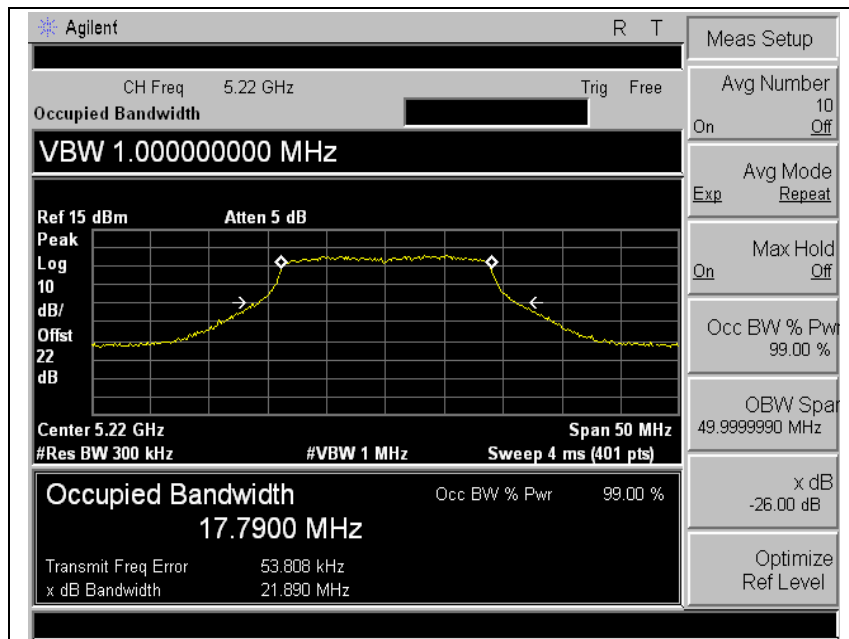 Agilent R T
CH Freq 5.22 GHz Trig Free
Occupied Bandwidth
VBW 1.000000000 MHz
Ref 15 dBm Atten 5 dB
Peak
Log
10
dB/
Offst
22
dB
Center 5.22 GHz Span 50 MHz
#Res BW 300 kHz #VBW 1 MHz Sweep 4 ms (401 pts)
Occupied Bandwidth Occ BW % Pwr 99.00 %
17.7900 MHz
Transmit Freq Error 53.808 kHz
x dB Bandwidth 21.890 MHz
Meas Setup
Avg Number
10
On Off
Avg Mode
Exp Repeat
Max Hold
On Off
Occ BW % Pwr
99.00 %
OBW Span
49.9999990 MHz
x dB
-26.00 dB
Optimize
Ref Level